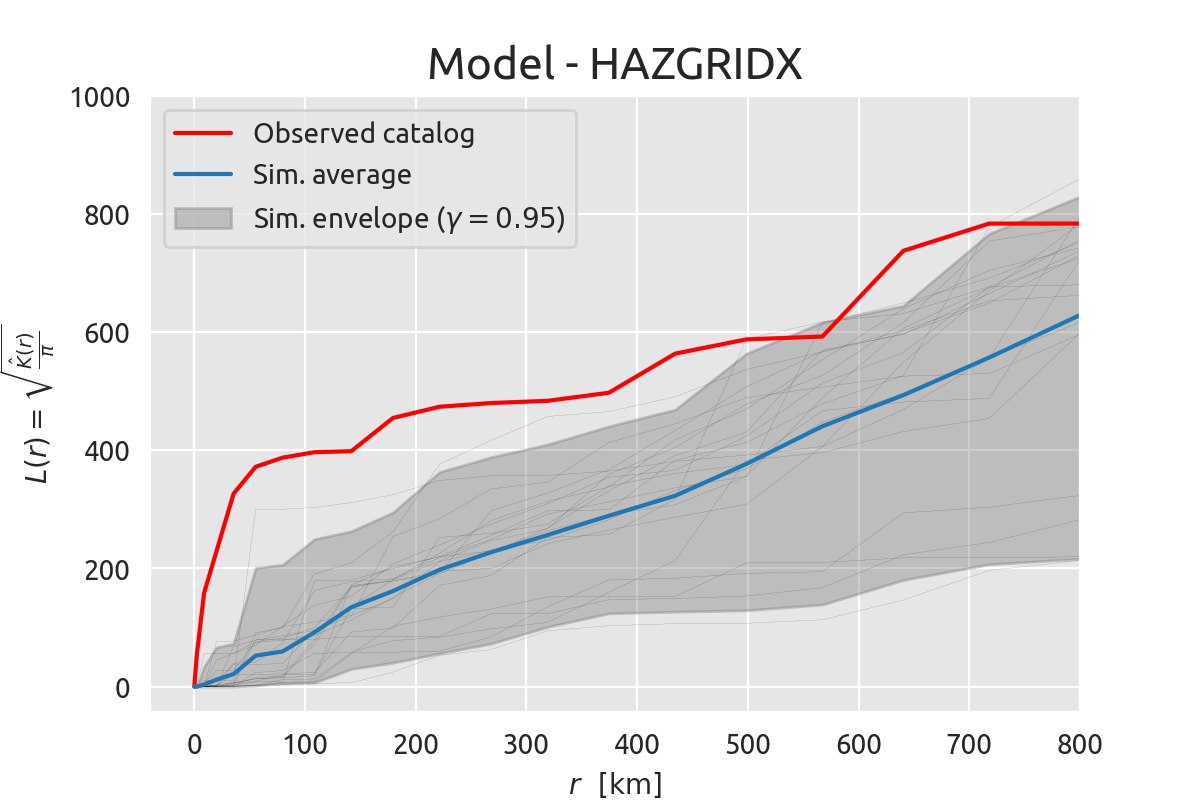 Model - HAZGRIDX
1000
800
600
400
200
0
Observed catalog
Sim. average
Sim. envelope (γ = 0.95)
L(r) = √(K̂(r)/π)
0 100 200 300 400 500 600 700 800
r [km]